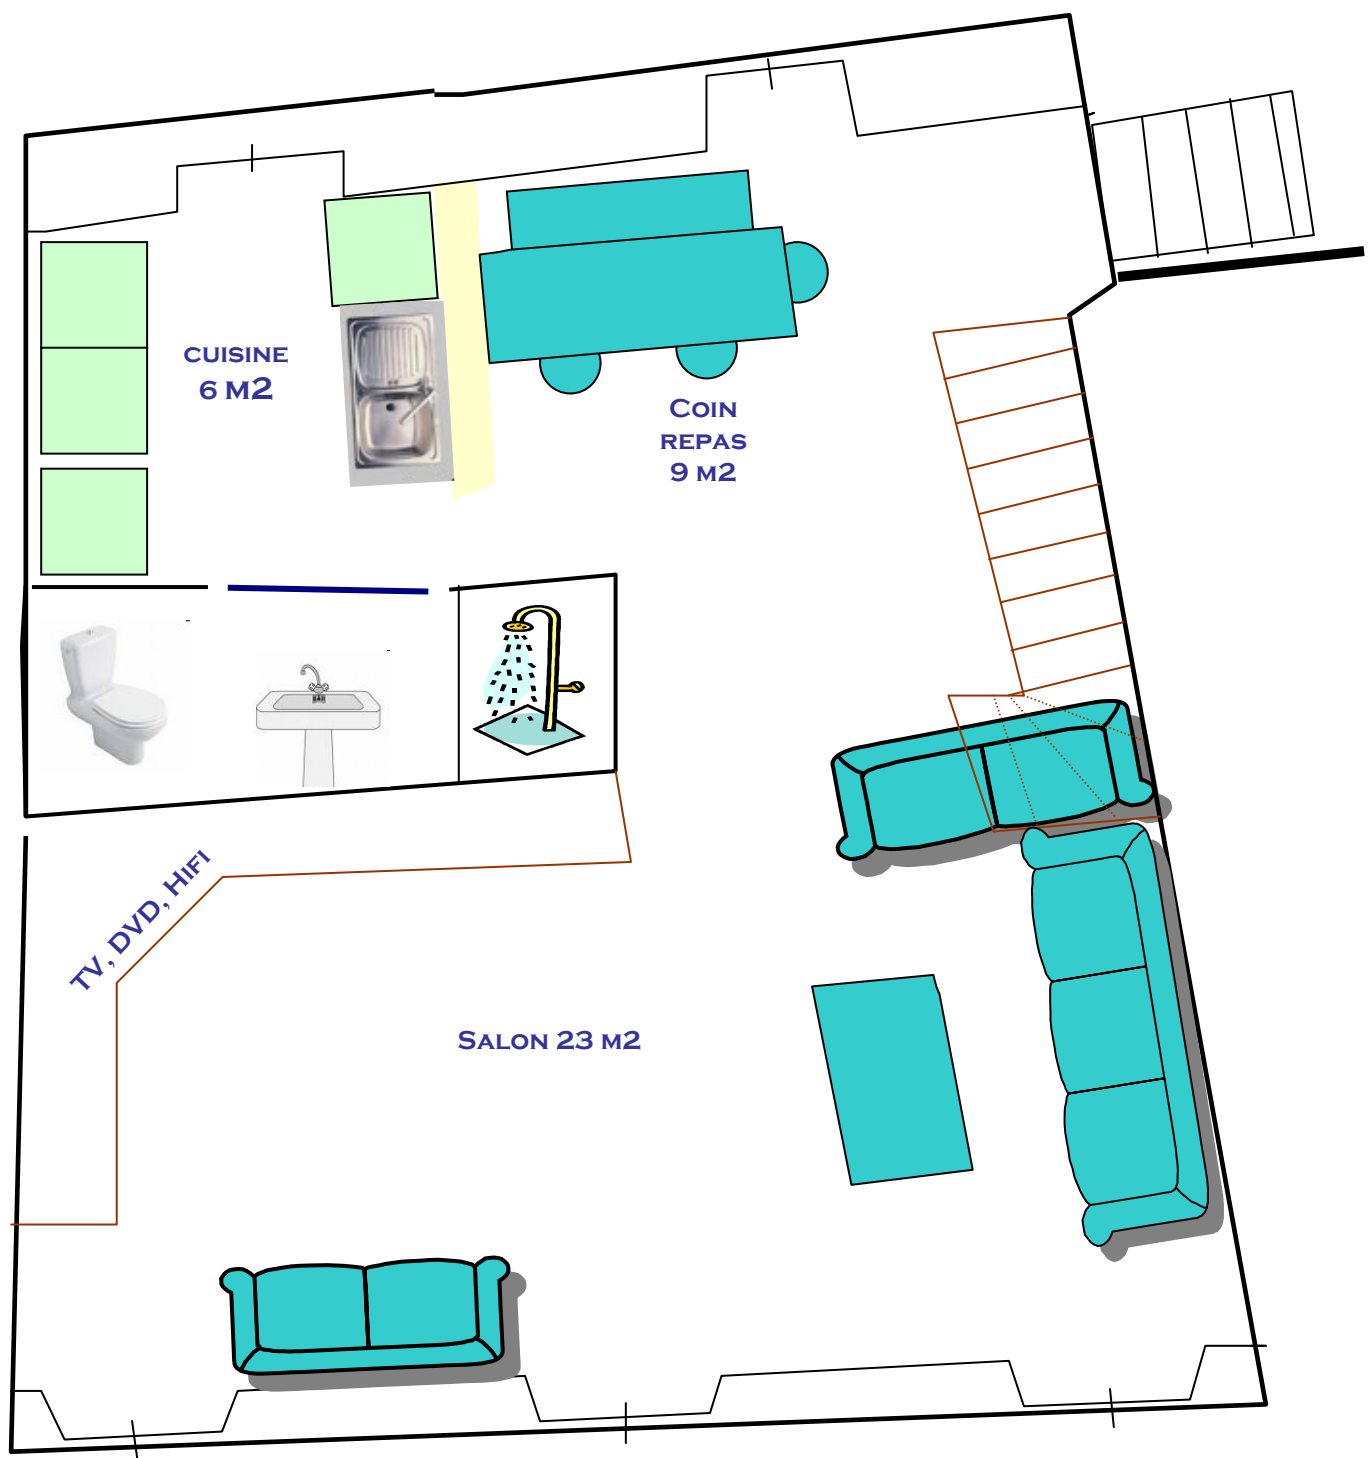 CUISINE
6 M2
COIN
REPAS
9 M2
TV, DVD, HIFI
SALON 23 M2